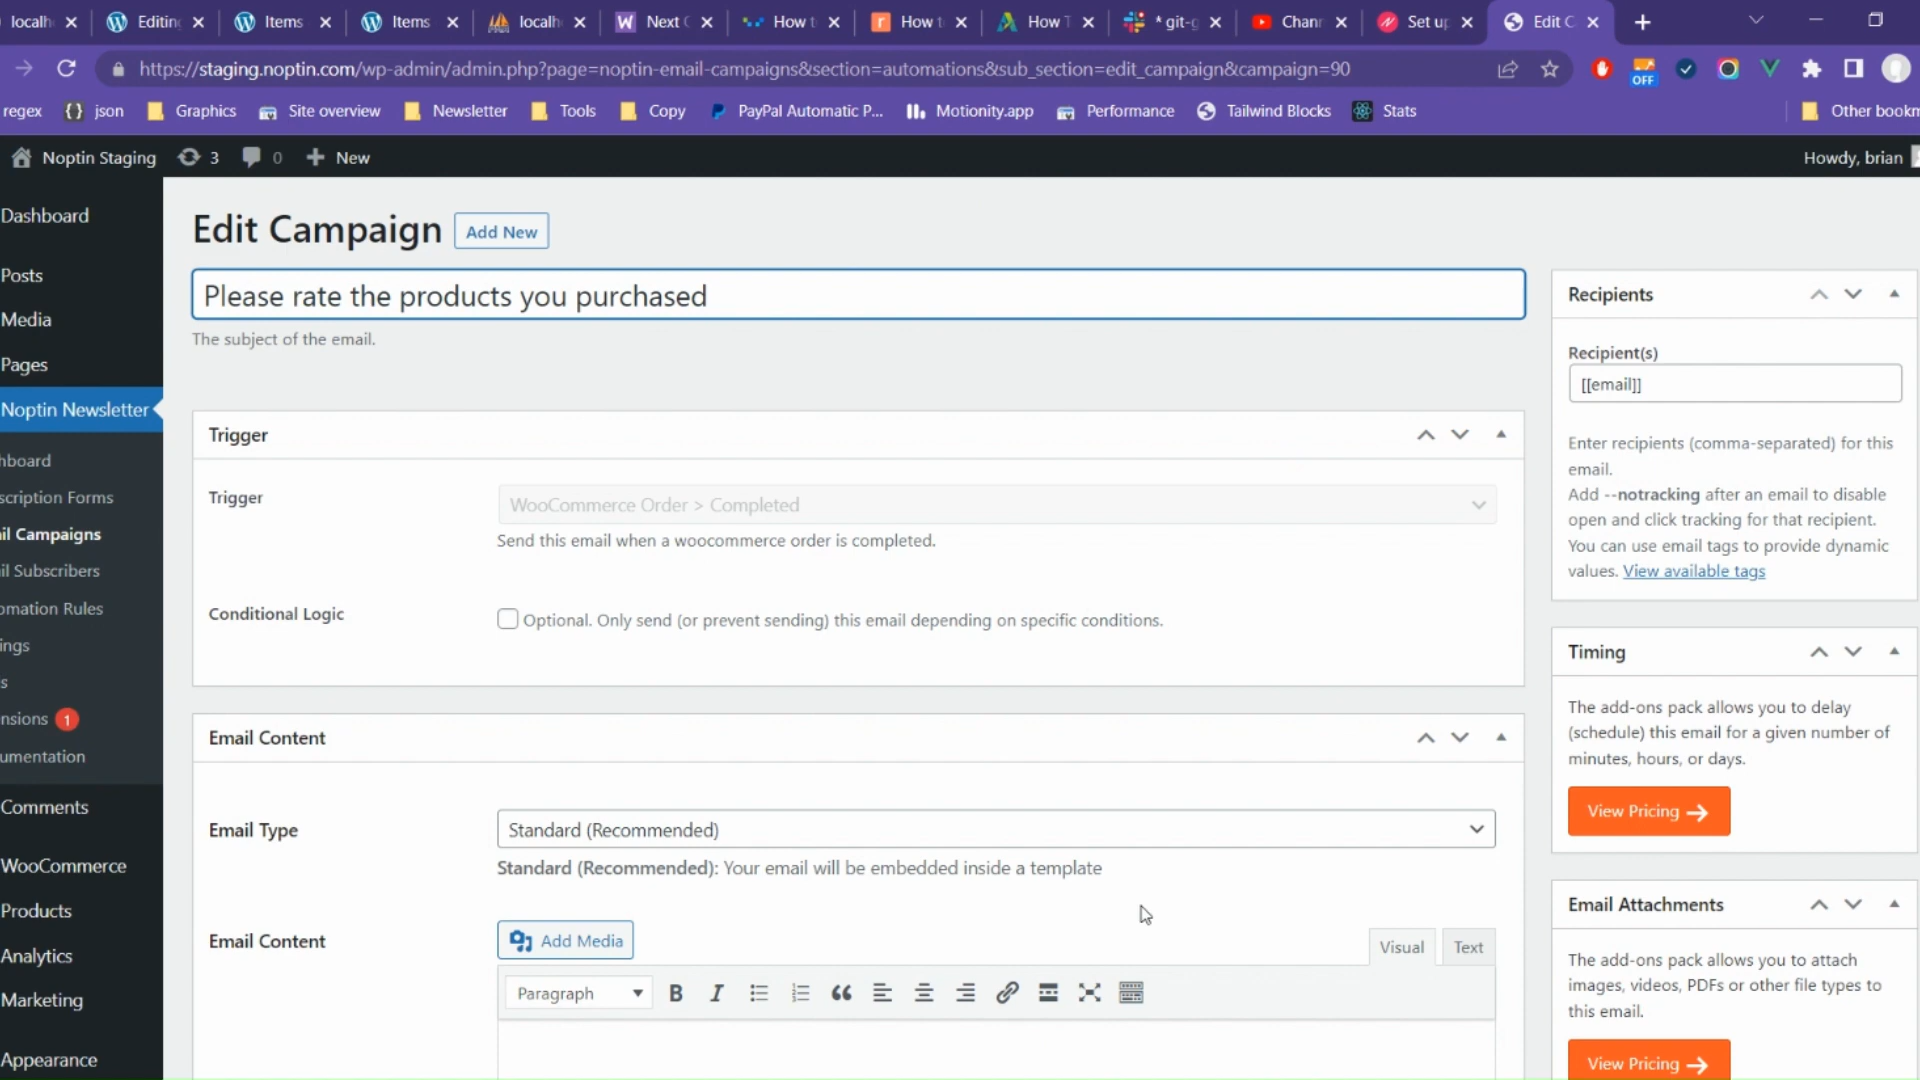 localh
Editing
Items
Items
localh
Next C
How t
How t
How T
* git-g
Chann
Set up
Edit C
https://staging.noptin.com/wp-admin/admin.php?page=noptin-email-campaigns&section=automations&sub_section=edit_campaign&campaign=90
OFF
regex
json
Graphics
Site overview
Newsletter
Tools
Copy
PayPal Automatic P...
Motionity.app
Performance
Tailwind Blocks
Stats
Other bookm
Noptin Staging
3
0
New
Howdy, brian
Dashboard
Posts
Media
Pages
Noptin Newsletter
hboard
scription Forms
il Campaigns
il Subscribers
omation Rules
ings
s
nsions 1
umentation
Comments
WooCommerce
Products
Analytics
Marketing
Appearance
Edit Campaign
Add New
Please rate the products you purchased
The subject of the email.
Trigger
Trigger
WooCommerce Order > Completed
Send this email when a woocommerce order is completed.
Conditional Logic
Optional. Only send (or prevent sending) this email depending on specific conditions.
Email Content
Email Type
Standard (Recommended)
Standard (Recommended): Your email will be embedded inside a template
Email Content
Add Media
Visual
Text
Paragraph
B
I
Recipients
Recipient(s)
[[email]]
Enter recipients (comma-separated) for this
email.
Add --notracking after an email to disable
open and click tracking for that recipient.
You can use email tags to provide dynamic
values. View available tags
Timing
The add-ons pack allows you to delay
(schedule) this email for a given number of
minutes, hours, or days.
View Pricing
Email Attachments
The add-ons pack allows you to attach
images, videos, PDFs or other file types to
this email.
View Pricing